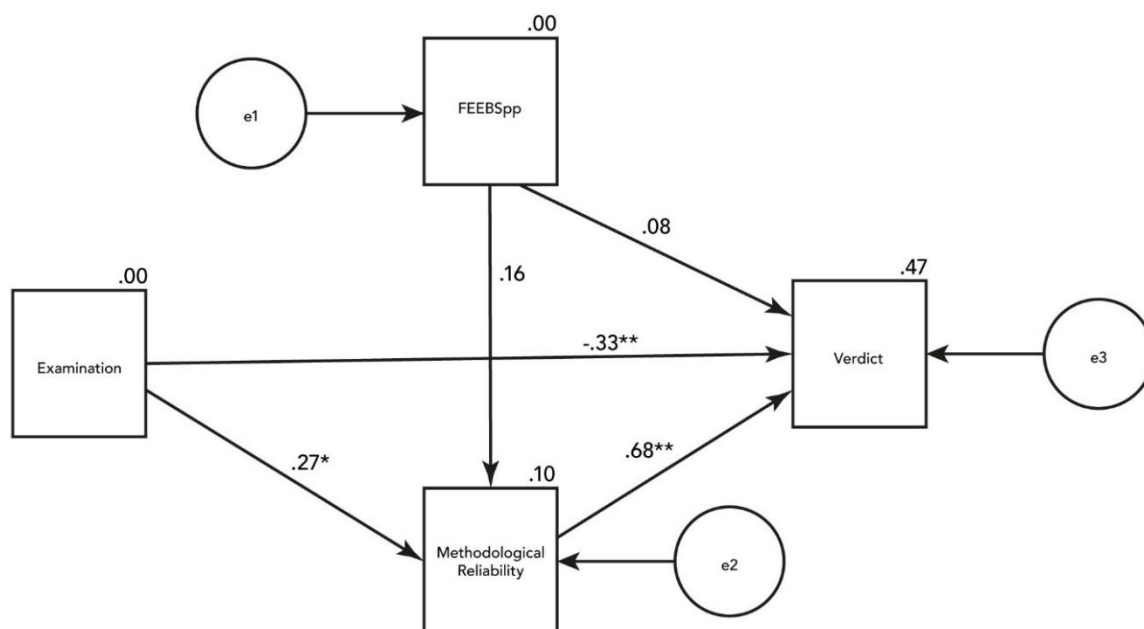 .00
e1
FEEBSpp
.08
.16
.00
.47
-.33**
Examination
Verdict
e3
.27*
.68**
.10
Methodological
Reliability
e2